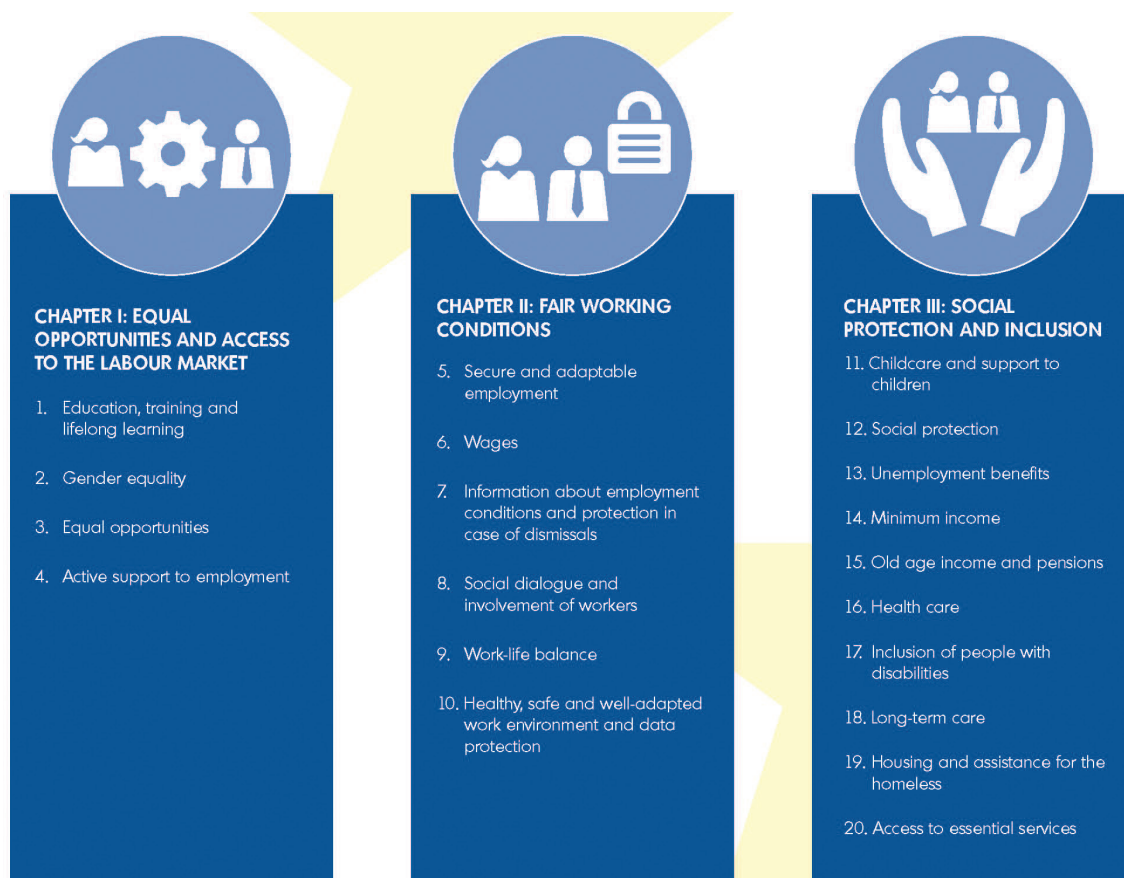 CHAPTER I: EQUAL
OPPORTUNITIES AND ACCESS
TO THE LABOUR MARKET
1. Education, training and
lifelong learning
2. Gender equality
3. Equal opportunities
4. Active support to employment
CHAPTER II: FAIR WORKING
CONDITIONS
5. Secure and adaptable
employment
6. Wages
7. Information about employment
conditions and protection in
case of dismissals
8. Social dialogue and
involvement of workers
9. Work-life balance
10. Healthy, safe and well-adapted
work environment and data
protection
CHAPTER III: SOCIAL
PROTECTION AND INCLUSION
11. Childcare and support to
children
12. Social protection
13. Unemployment benefits
14. Minimum income
15. Old age income and pensions
16. Health care
17. Inclusion of people with
disabilities
18. Long-term care
19. Housing and assistance for the
homeless
20. Access to essential services